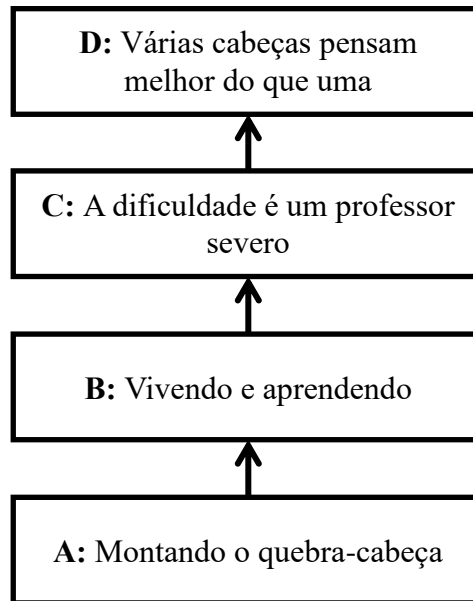 D: Várias cabeças pensam
melhor do que uma
C: A dificuldade é um professor
severo
B: Vivendo e aprendendo
A: Montando o quebra-cabeça